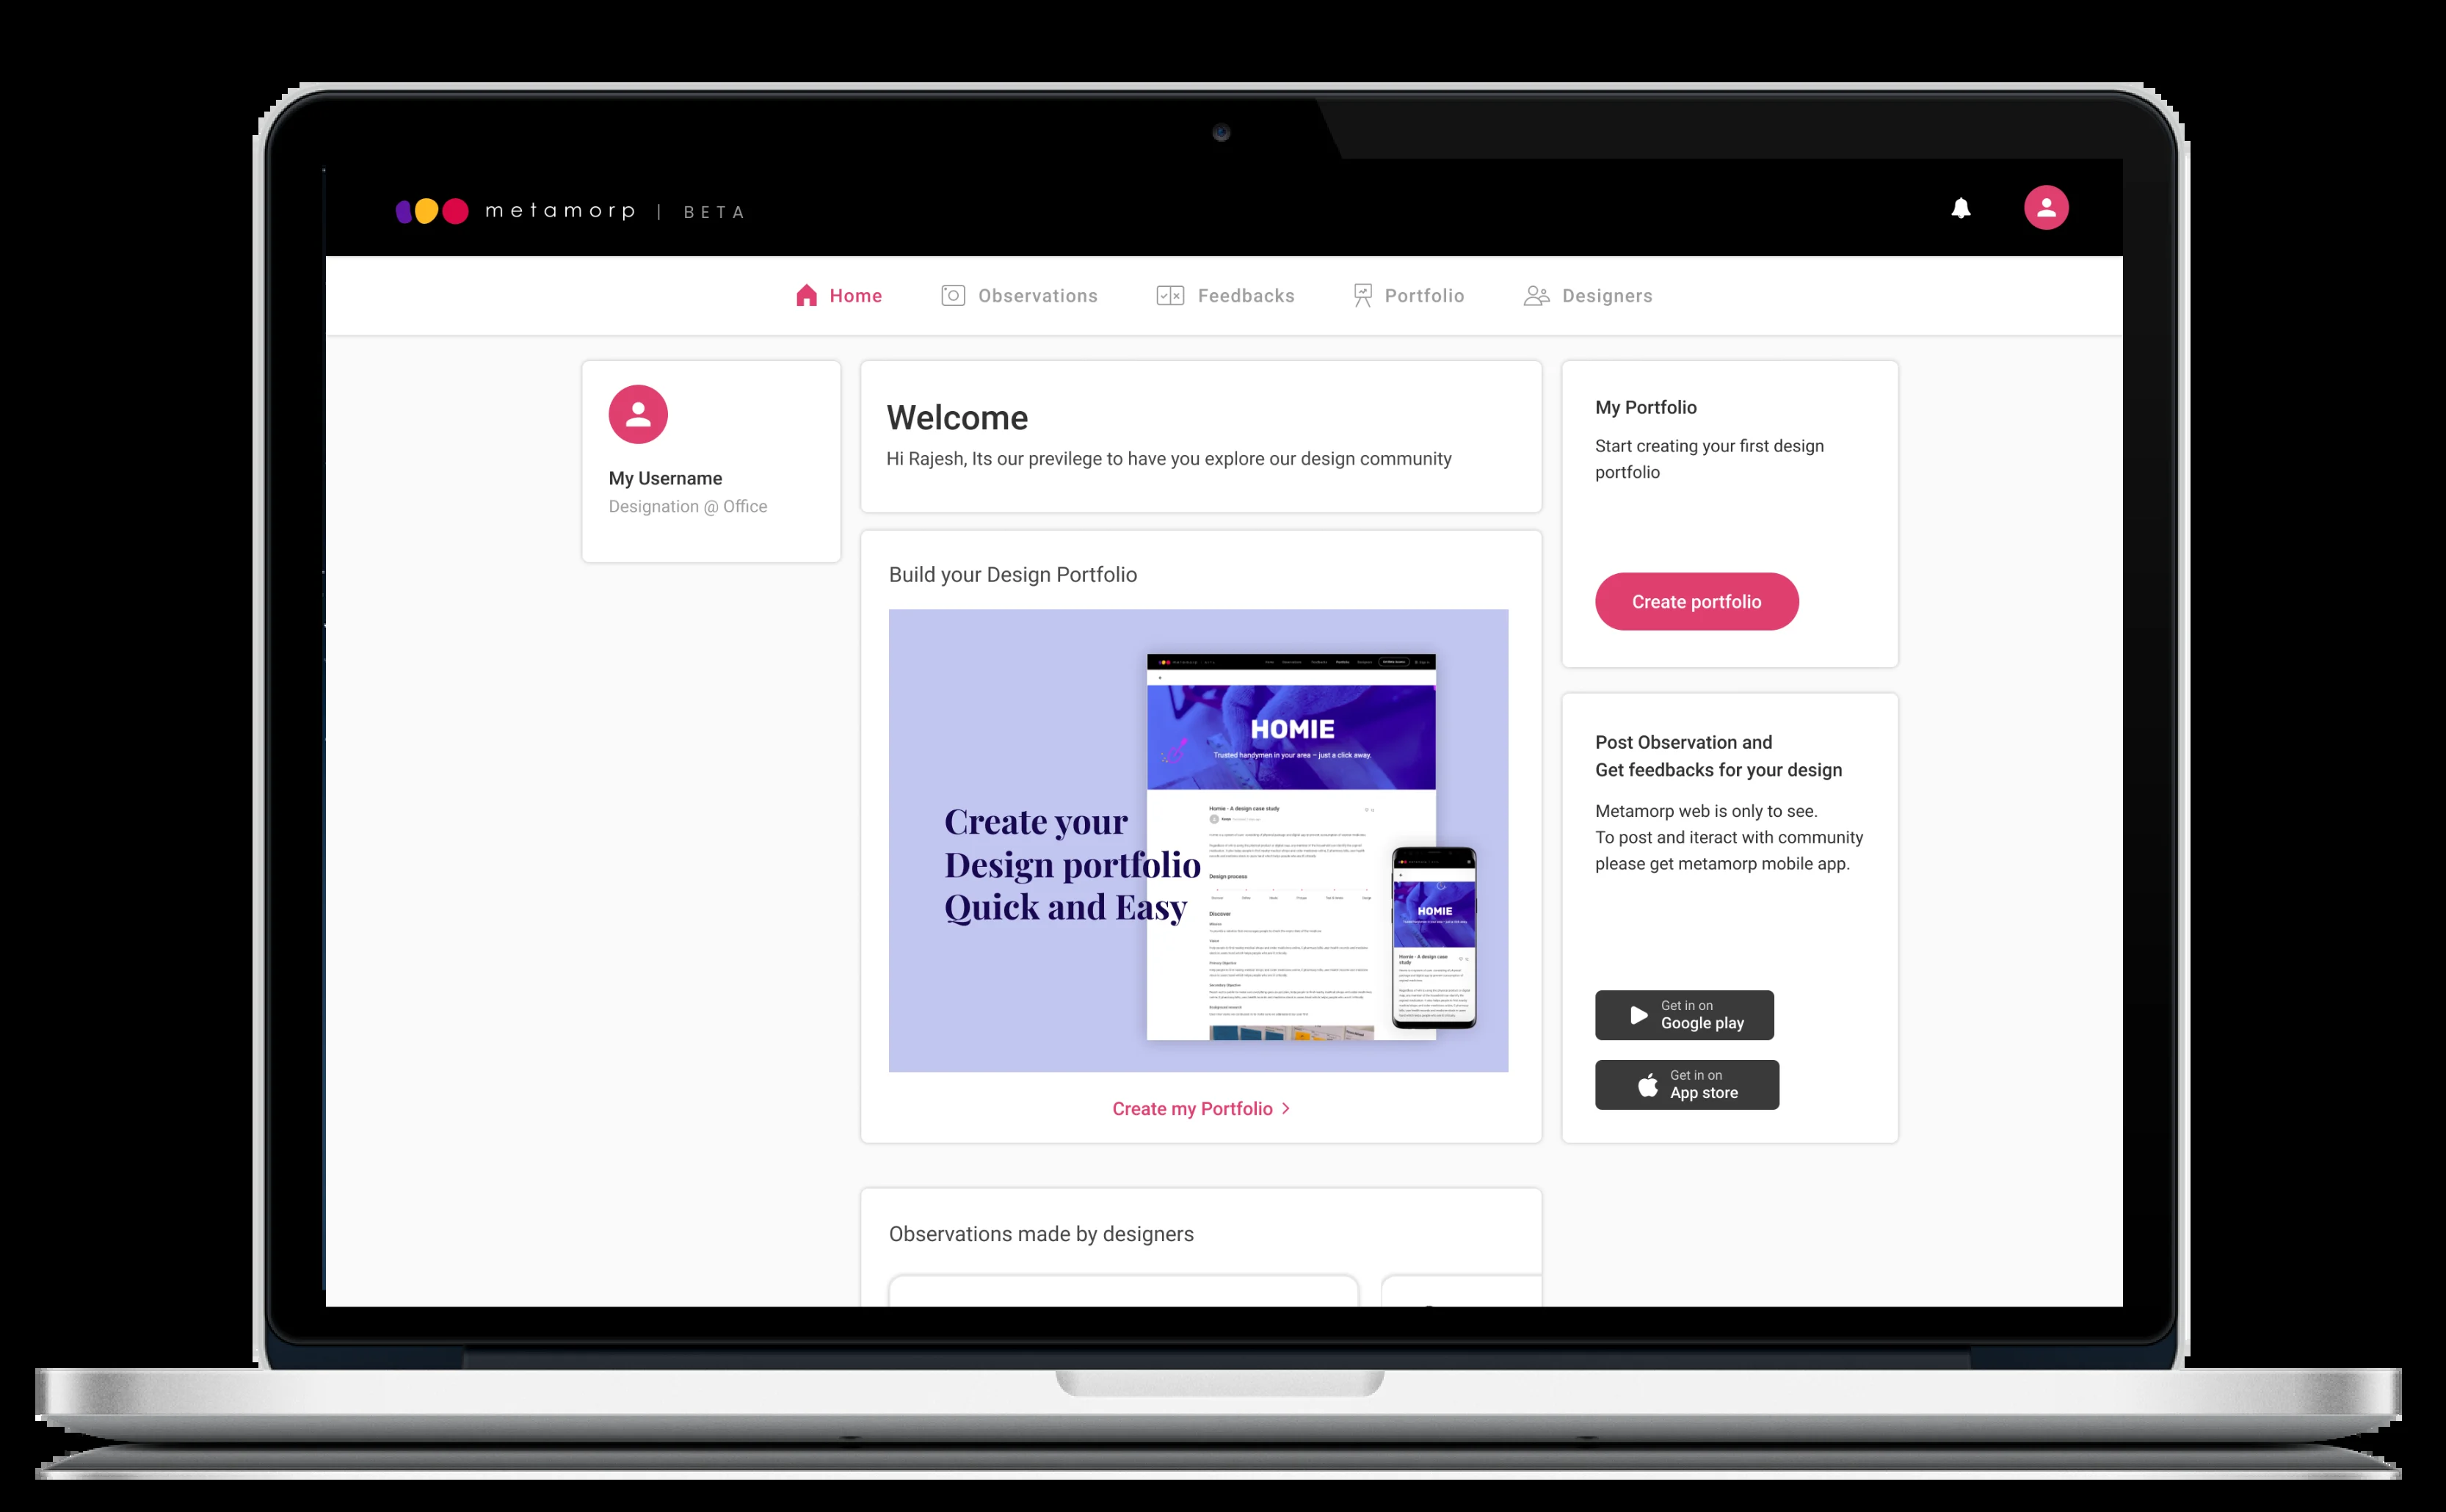 metamorp | BETA
Home
Observations
Feedbacks
Portfolio
Designers
My Username
Designation @ Office
Welcome
Hi Rajesh, Its our previlege to have you explore our design community
Build your Design Portfolio
Create your
Design portfolio
Quick and Easy
HOMIE
Trusted handymen in your area – just a click away.
Homie - A design case study
Design process
Discover
HOMIE
Homie - A design case
study
Create my Portfolio
Observations made by designers
My Portfolio
Start creating your first design
portfolio
Create portfolio
Post Observation and
Get feedbacks for your design
Metamorp web is only to see.
To post and iteract with community
please get metamorp mobile app.
Get in on
Google play
Get in on
App store